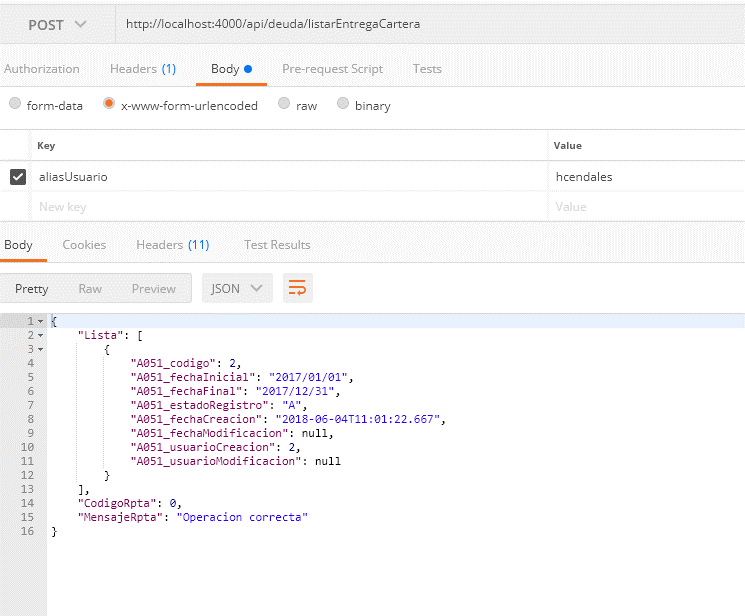 POST http://localhost:4000/api/deuda/listarEntregaCartera
Authorization Headers (1) Body Pre-request Script Tests
form-data x-www-form-urlencoded raw binary
Key Value
aliasUsuario hcendales
New key Value
Body Cookies Headers (11) Test Results
Pretty Raw Preview JSON
1 {
2 "Lista": [
3 {
4 "A051_codigo": 2,
5 "A051_fechaInicial": "2017/01/01",
6 "A051_fechaFinal": "2017/12/31",
7 "A051_estadoRegistro": "A",
8 "A051_fechaCreacion": "2018-06-04T11:01:22.667",
9 "A051_fechaModificacion": null,
10 "A051_usuarioCreacion": 2,
11 "A051_usuarioModificacion": null
12 }
13 ],
14 "CodigoRpta": 0,
15 "MensajeRpta": "Operacion correcta"
16 }